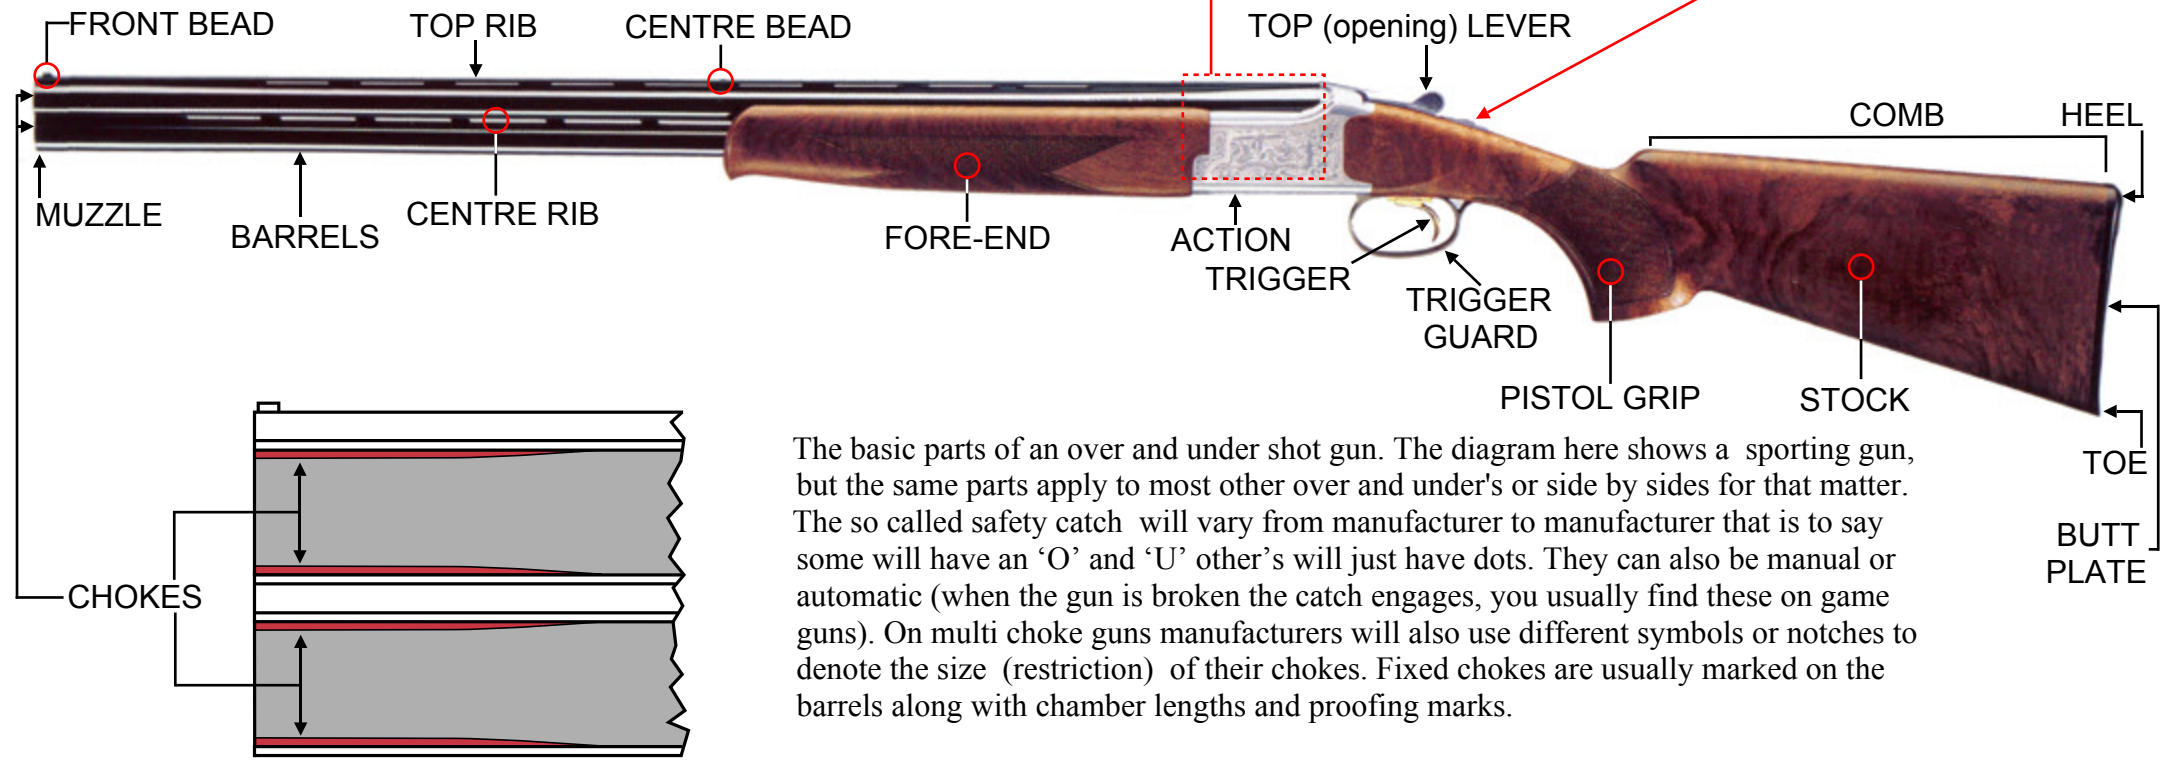 FRONT BEAD
TOP RIB
CENTRE BEAD
TOP (opening) LEVER
COMB
HEEL
MUZZLE
BARRELS
CENTRE RIB
FORE-END
ACTION
TRIGGER
TRIGGER
GUARD
PISTOL GRIP
STOCK
TOE
BUTT
PLATE
CHOKES
The basic parts of an over and under shot gun. The diagram here shows a sporting gun,
but the same parts apply to most other over and under's or side by sides for that matter.
The so called safety catch will vary from manufacturer to manufacturer that is to say
some will have an ‘O’ and ‘U’ other’s will just have dots. They can also be manual or
automatic (when the gun is broken the catch engages, you usually find these on game
guns). On multi choke guns manufacturers will also use different symbols or notches to
denote the size (restriction) of their chokes. Fixed chokes are usually marked on the
barrels along with chamber lengths and proofing marks.